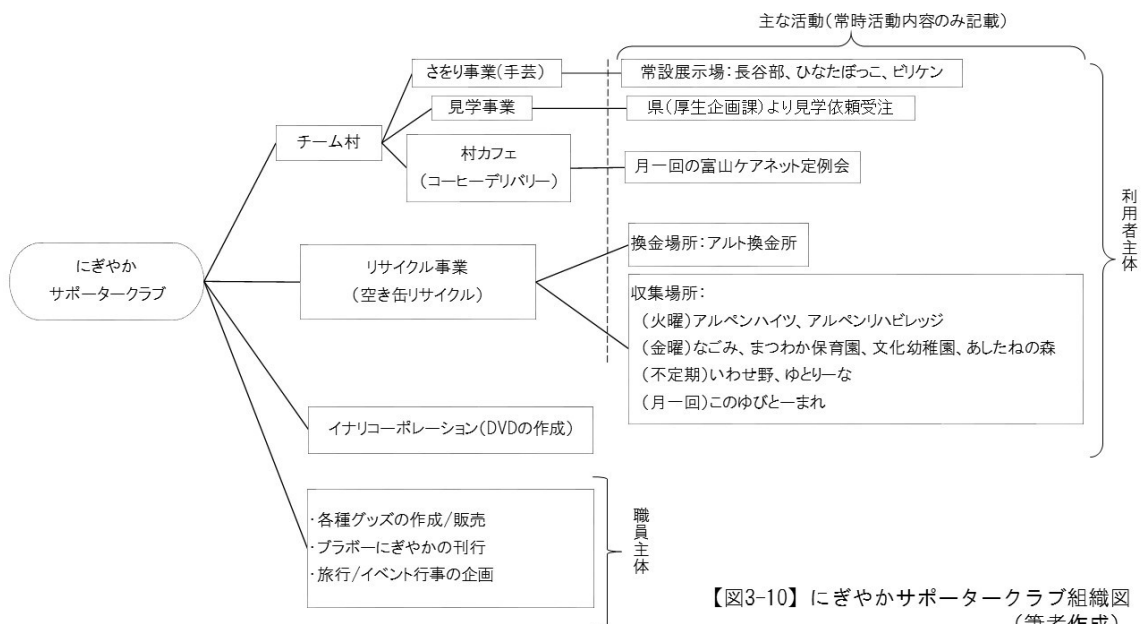 主な活動(常時活動内容のみ記載)
さをり事業(手芸)
常設展示場：長谷部、ひなたぼっこ、ビリケン
見学事業
県(厚生企画課)より見学依頼受注
チーム村
村カフェ
(コーヒーデリバリー)
月一回の富山ケアネット定例会
利用者主体
にぎやか
サポータークラブ
リサイクル事業
(空き缶リサイクル)
換金場所：アルト換金所
収集場所：
(火曜)アルペンハイツ、アルペンリハビレッジ
(金曜)なごみ、まつわか保育園、文化幼稚園、あしたねの森
(不定期)いわせ野、ゆとりーな
(月一回)このゆびとーまれ
イナリコーポレーション(DVDの作成)
・各種グッズの作成/販売
・ブラボーにぎやかの刊行
・旅行/イベント行事の企画
職員主体
【図3-10】にぎやかサポータークラブ組織図
(筆者作成)